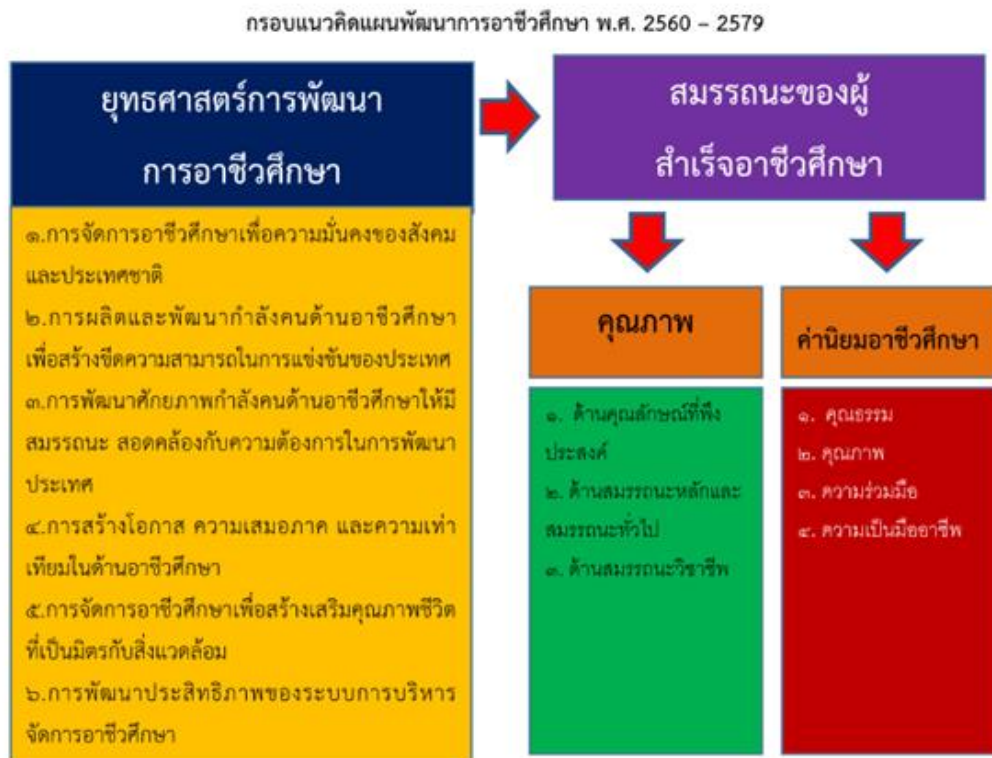 กรอบแนวคิดแผนพัฒนาการอาชีวศึกษา พ.ศ. 2560 – 2579
ยุทธศาสตร์การพัฒนา
การอาชีวศึกษา
๑.การจัดการอาชีวศึกษาเพื่อความมั่นคงของสังคม
และประเทศชาติ
๒.การผลิตและพัฒนากำลังคนด้านอาชีวศึกษา
เพื่อสร้างขีดความสามารถในการแข่งขันของประเทศ
๓.การพัฒนาศักยภาพกำลังคนด้านอาชีวศึกษาให้มี
สมรรถนะ สอดคล้องกับความต้องการในการพัฒนา
ประเทศ
๔.การสร้างโอกาส ความเสมอภาค และความเท่า
เทียมในด้านอาชีวศึกษา
๕.การจัดการอาชีวศึกษาเพื่อสร้างเสริมคุณภาพชีวิต
ที่เป็นมิตรกับสิ่งแวดล้อม
๖.การพัฒนาประสิทธิภาพของระบบการบริหาร
จัดการอาชีวศึกษา
สมรรถนะของผู้
สำเร็จอาชีวศึกษา
คุณภาพ
๑. ด้านคุณลักษณ์ที่พึง
ประสงค์
๒. ด้านสมรรถนะหลักและ
สมรรถนะทั่วไป
๓. ด้านสมรรถนะวิชาชีพ
ค่านิยมอาชีวศึกษา
๑. คุณธรรม
๒. คุณภาพ
๓. ความร่วมมือ
๔. ความเป็นมืออาชีพ